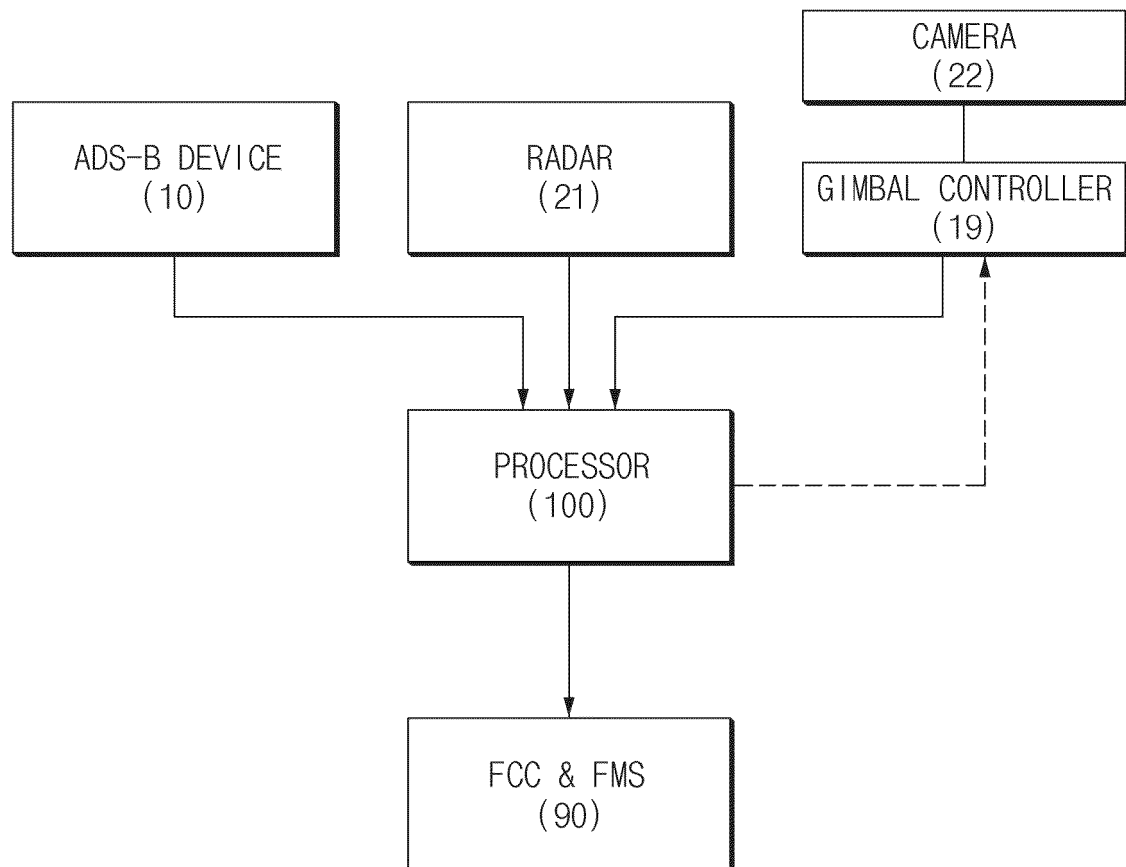 CAMERA
(22)
ADS-B DEVICE
(10)
RADAR
(21)
GIMBAL CONTROLLER
(19)
PROCESSOR
(100)
FCC & FMS
(90)